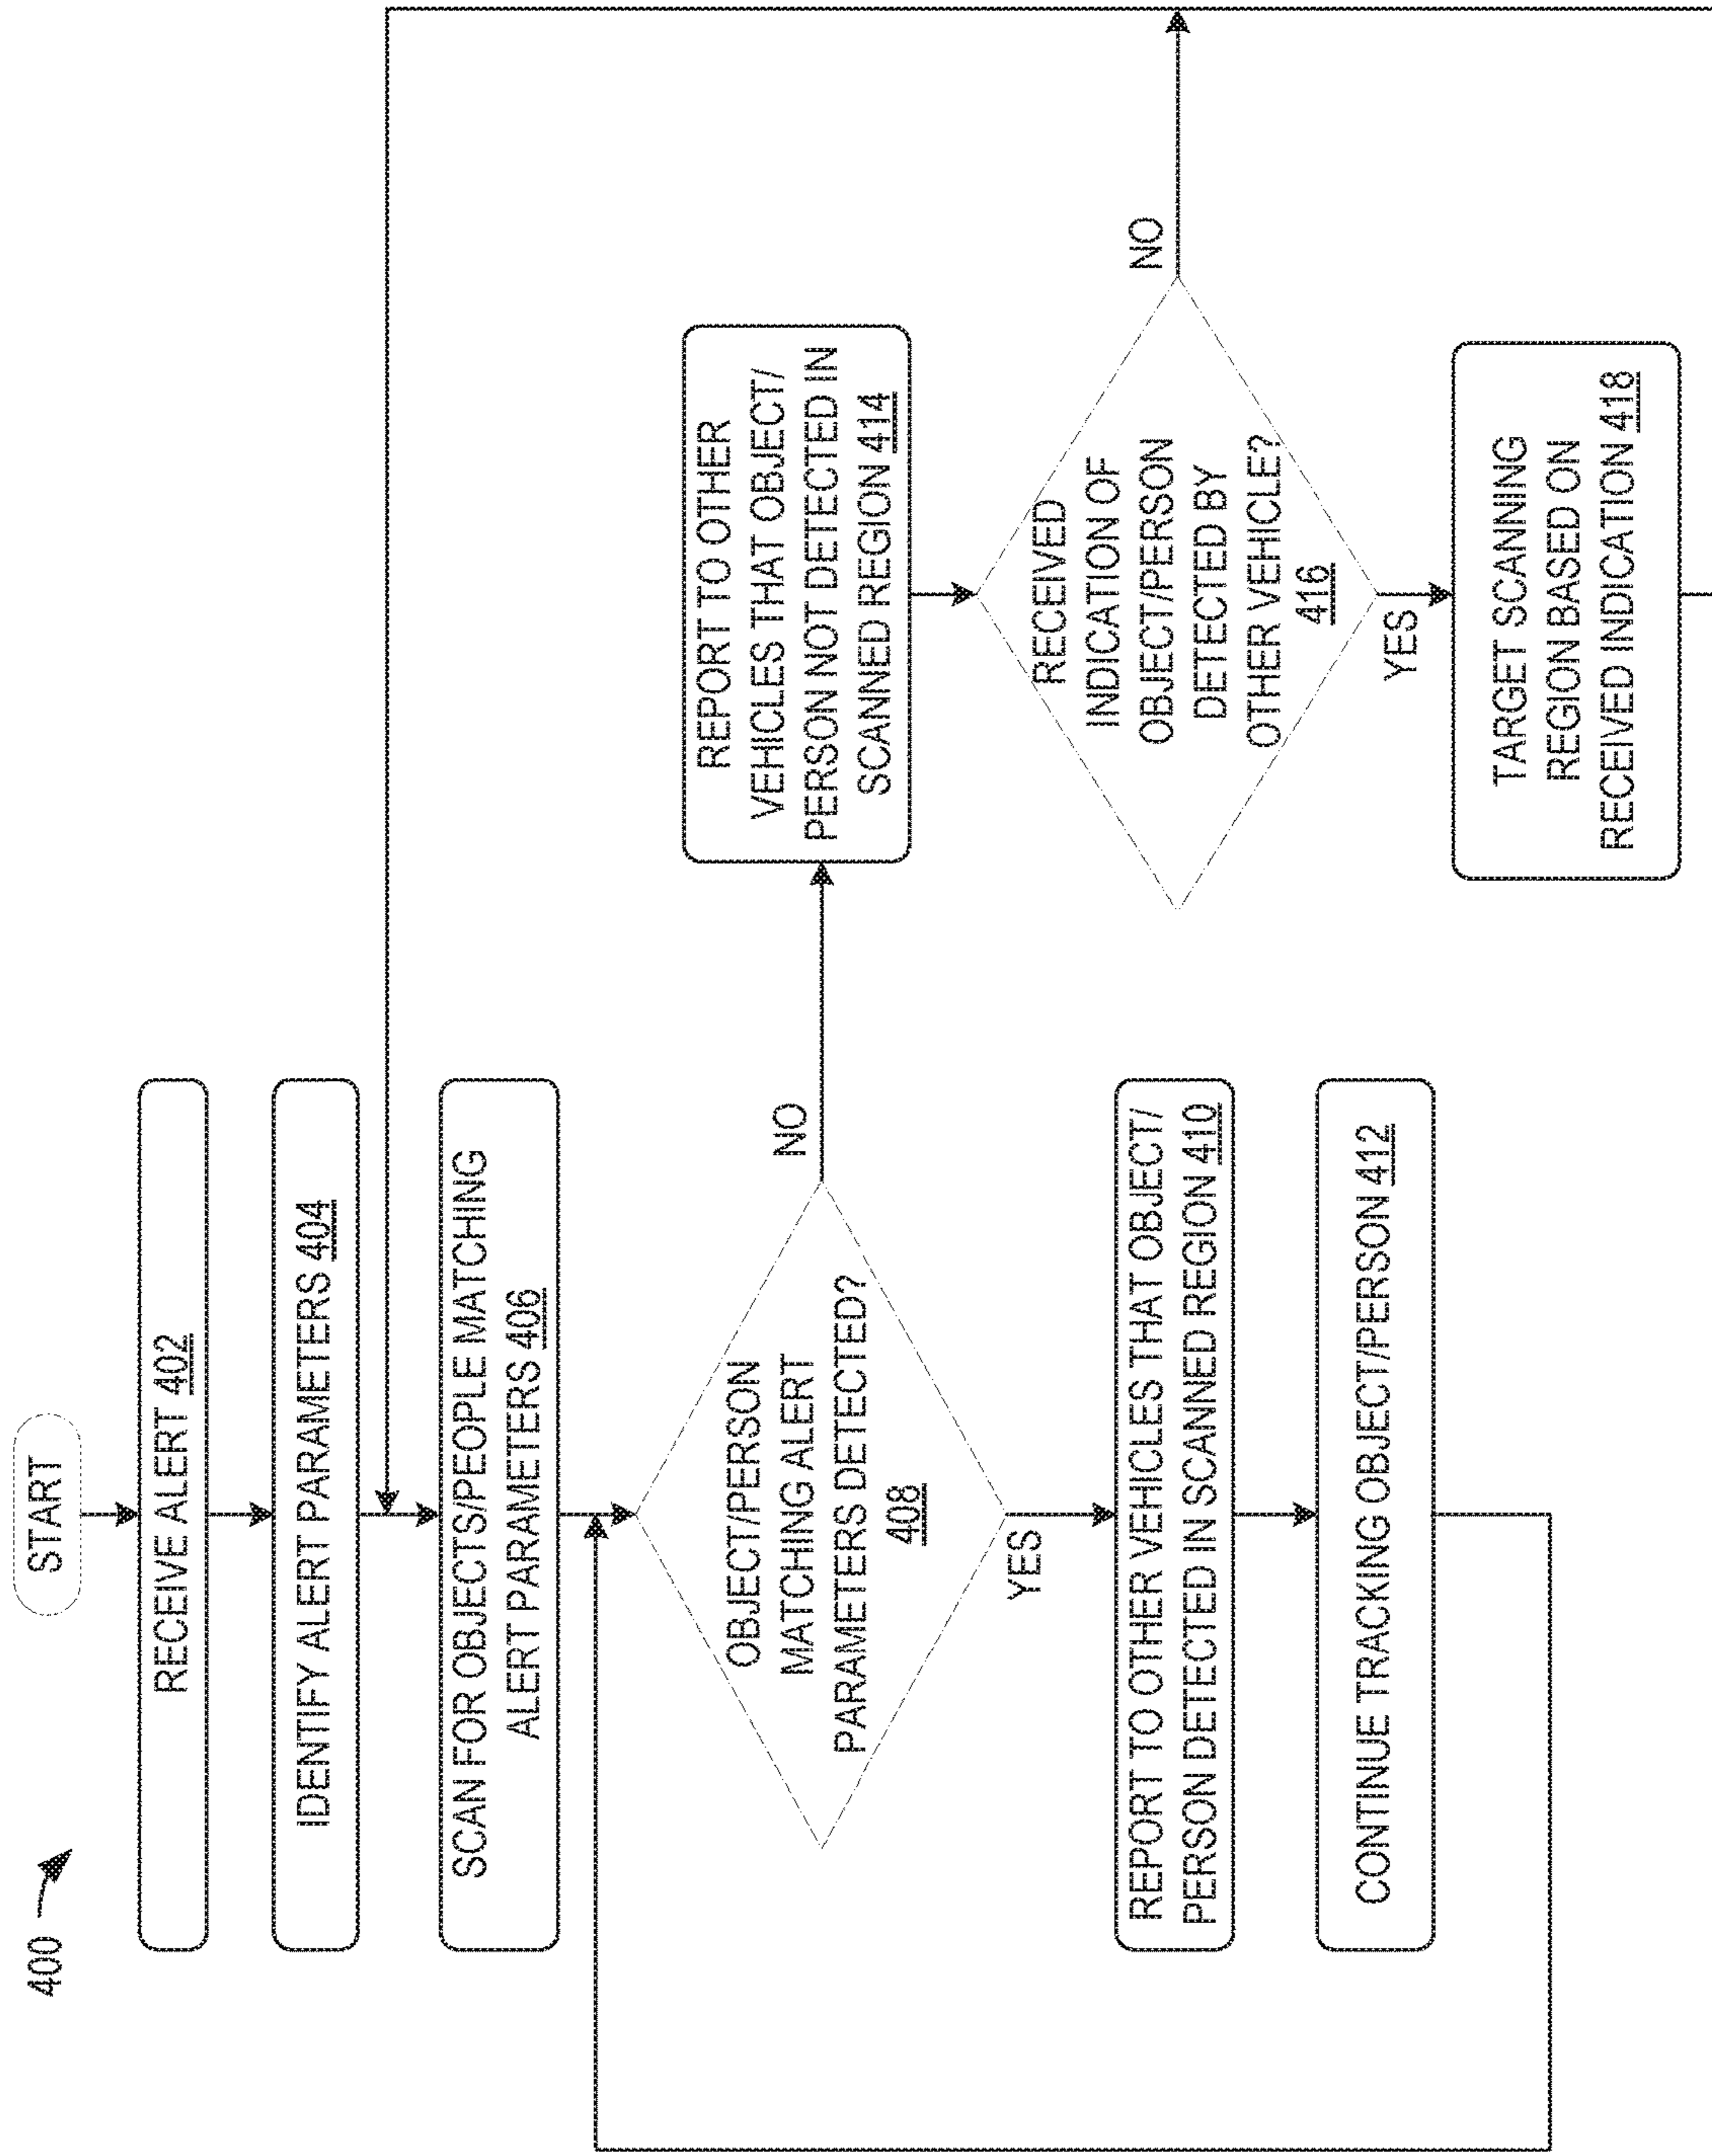 400
START
RECEIVE ALERT 402
IDENTIFY ALERT PARAMETERS 404
SCAN FOR OBJECTS/PEOPLE MATCHING
ALERT PARAMETERS 406
OBJECT/PERSON
MATCHING ALERT
PARAMETERS DETECTED?
408
NO
YES
REPORT TO OTHER VEHICLES THAT OBJECT/
PERSON DETECTED IN SCANNED REGION 410
CONTINUE TRACKING OBJECT/PERSON 412
REPORT TO OTHER
VEHICLES THAT OBJECT/
PERSON NOT DETECTED IN
SCANNED REGION 414
RECEIVED
INDICATION OF
OBJECT/PERSON
DETECTED BY
OTHER VEHICLE?
416
NO
YES
TARGET SCANNING
REGION BASED ON
RECEIVED INDICATION 418